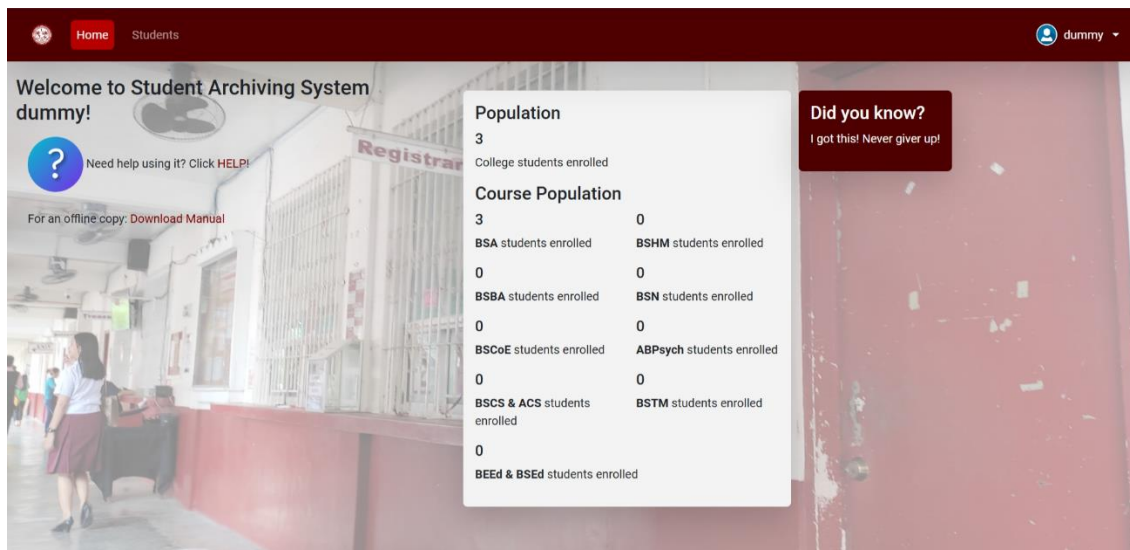 Home
Students
dummy
Welcome to Student Archiving System
dummy!
Need help using it? Click HELP!
For an offline copy: Download Manual
Registrar
Population
3
College students enrolled
Course Population
3
BSA students enrolled
0
BSHM students enrolled
0
BSBA students enrolled
0
BSN students enrolled
0
BSCoE students enrolled
0
ABPsych students enrolled
0
BSCS & ACS students
enrolled
0
BSTM students enrolled
0
BEEd & BSEd students enrolled
Did you know?
I got this! Never giver up!